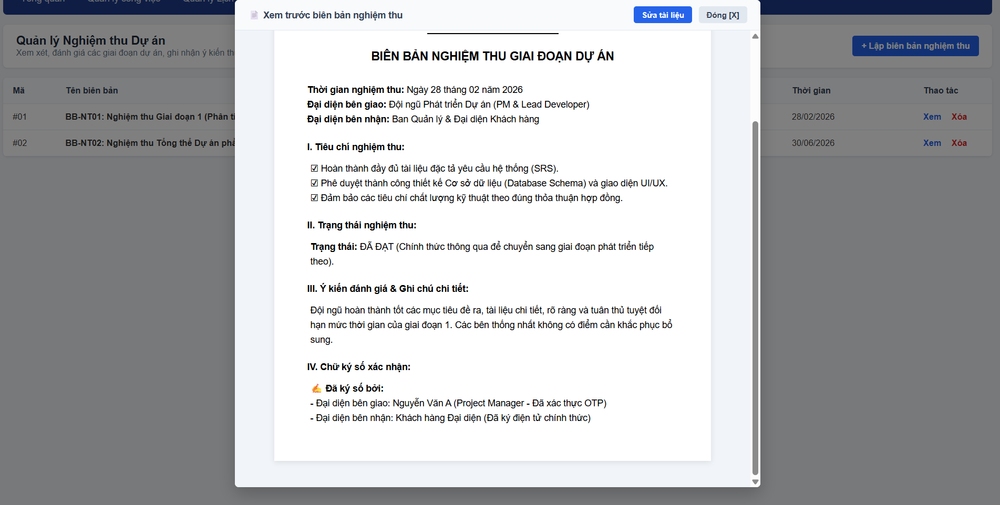 Tổng quan Quản lý công việc Quản lý Lịch
Xem trước biên bản nghiệm thu
Sửa tài liệu
Đóng [X]
Quản lý Nghiệm thu Dự án
Xem xét, đánh giá các giai đoạn dự án, ghi nhận ý kiến th
+ Lập biên bản nghiệm thu
Mã Tên biên bản Thời gian Thao tác
#01 BB-NT01: Nghiệm thu Giai đoạn 1 (Phân tí 28/02/2026 Xem Xóa
#02 BB-NT02: Nghiệm thu Tổng thể Dự án phầ 30/06/2026 Xem Xóa
BIÊN BẢN NGHIỆM THU GIAI ĐOẠN DỰ ÁN
Thời gian nghiệm thu: Ngày 28 tháng 02 năm 2026
Đại diện bên giao: Đội ngũ Phát triển Dự án (PM & Lead Developer)
Đại diện bên nhận: Ban Quản lý & Đại diện Khách hàng
I. Tiêu chí nghiệm thu:
☑ Hoàn thành đầy đủ tài liệu đặc tả yêu cầu hệ thống (SRS).
☑ Phê duyệt thành công thiết kế Cơ sở dữ liệu (Database Schema) và giao diện UI/UX.
☑ Đảm bảo các tiêu chí chất lượng kỹ thuật theo đúng thỏa thuận hợp đồng.
II. Trạng thái nghiệm thu:
Trạng thái: ĐÃ ĐẠT (Chính thức thông qua để chuyển sang giai đoạn phát triển tiếp
theo).
III. Ý kiến đánh giá & Ghi chú chi tiết:
Đội ngũ hoàn thành tốt các mục tiêu đề ra, tài liệu chi tiết, rõ ràng và tuân thủ tuyệt đối
hạn mức thời gian của giai đoạn 1. Các bên thống nhất không có điểm cần khắc phục bổ
sung.
IV. Chữ ký số xác nhận:
✍ Đã ký số bởi:
- Đại diện bên giao: Nguyễn Văn A (Project Manager - Đã xác thực OTP)
- Đại diện bên nhận: Khách hàng Đại diện (Đã ký điện tử chính thức)